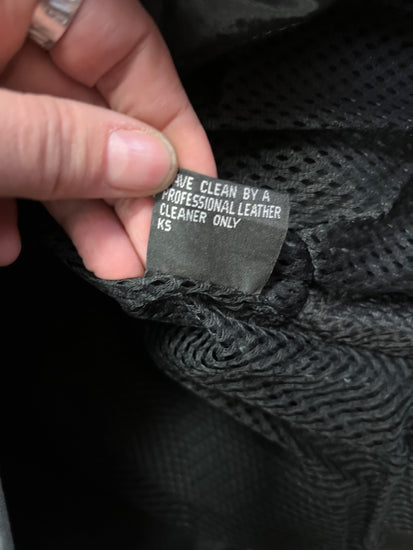 AVE CLEAN BY A
PROFESSIONAL LEATHER
CLEANER ONLY
KS